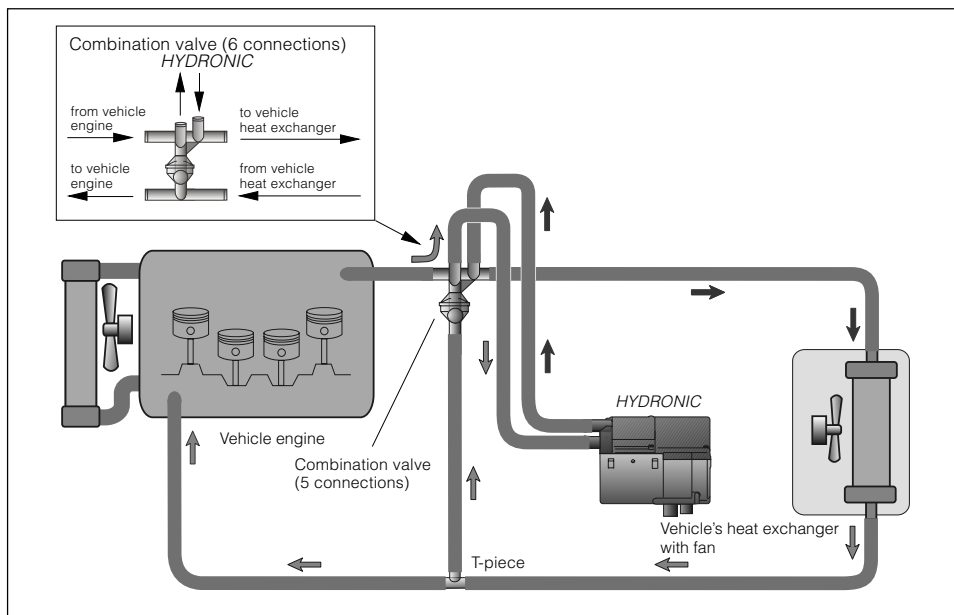 Combination valve (6 connections)
HYDRONIC
from vehicle
engine
to vehicle
heat exchanger
to vehicle
engine
from vehicle
heat exchanger
HYDRONIC
Vehicle engine
Combination valve
(5 connections)
Vehicle's heat exchanger
with fan
T-piece